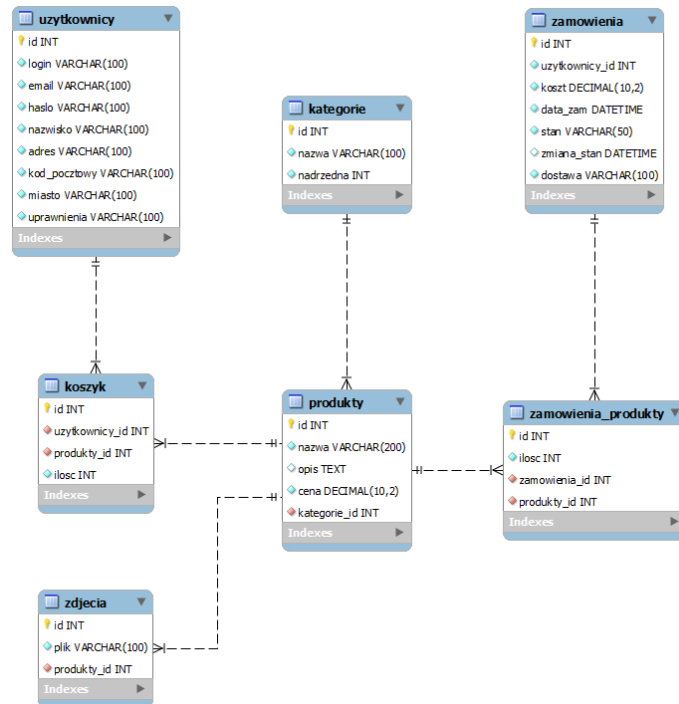 uzytkownicy
id INT
login VARCHAR(100)
email VARCHAR(100)
haslo VARCHAR(100)
nazwisko VARCHAR(100)
adres VARCHAR(100)
kod_pocztowy VARCHAR(100)
miasto VARCHAR(100)
uprawnienia VARCHAR(100)
Indexes
kategorie
id INT
nazwa VARCHAR(100)
nadrzedna INT
Indexes
zamowienia
id INT
uzytkownicy_id INT
koszt DECIMAL(10,2)
data_zam DATETIME
stan VARCHAR(50)
zmiana_stan DATETIME
dostawa VARCHAR(100)
Indexes
koszyk
id INT
uzytkownicy_id INT
produkty_id INT
ilosc INT
Indexes
produkty
id INT
nazwa VARCHAR(200)
opis TEXT
cena DECIMAL(10,2)
kategorie_id INT
Indexes
zamowienia_produkty
id INT
ilosc INT
zamowienia_id INT
produkty_id INT
Indexes
zdjecia
id INT
plik VARCHAR(100)
produkty_id INT
Indexes